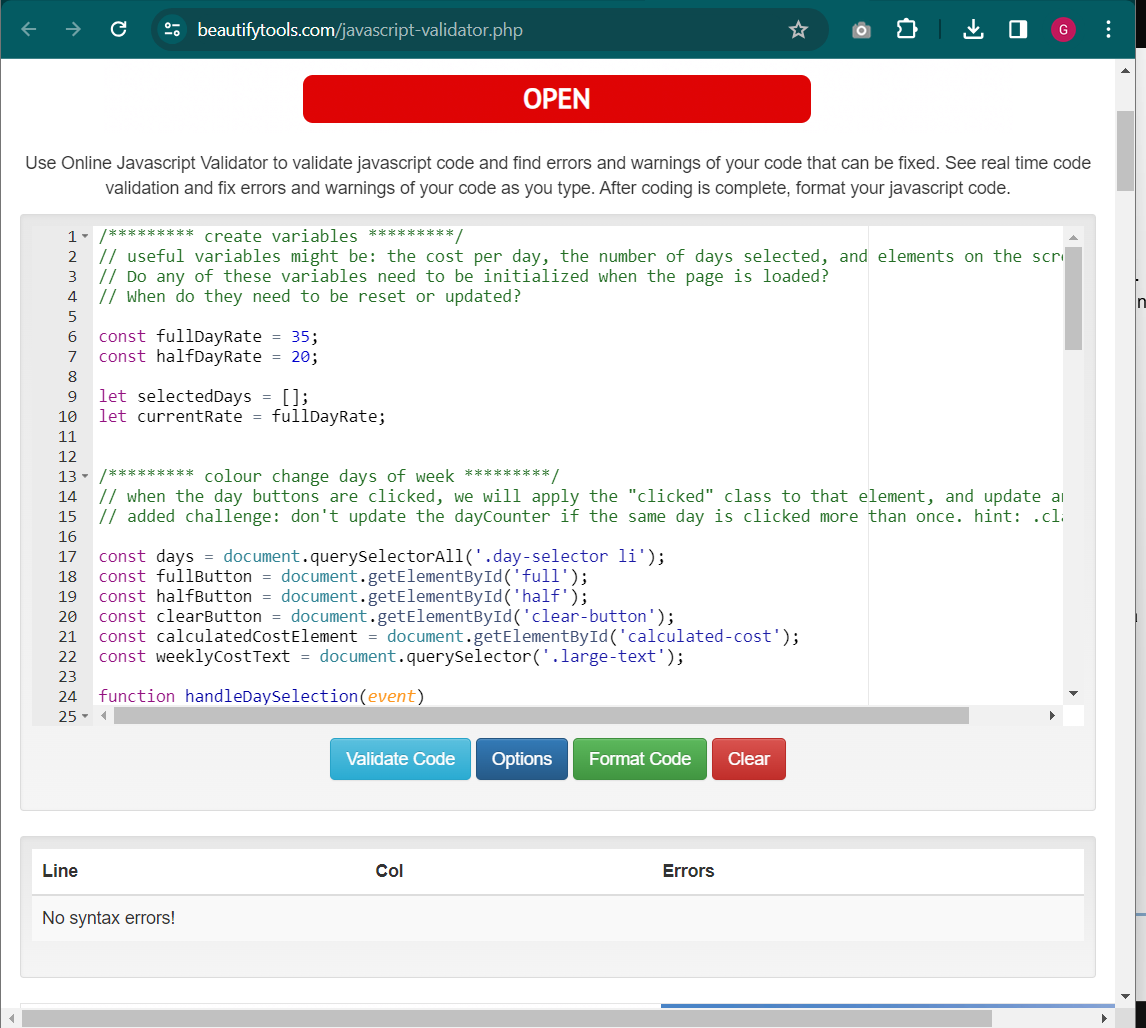 beautifytools.com/javascript-validator.php
G
OPEN
Use Online Javascript Validator to validate javascript code and find errors and warnings of your code that can be fixed. See real time code
validation and fix errors and warnings of your code as you type. After coding is complete, format your javascript code.
1 /********* create variables *********/
2 // useful variables might be: the cost per day, the number of days selected, and elements on the
3 // Do any of these variables need to be initialized when the page is loaded?
4 // When do they need to be reset or updated?
5
6 const fullDayRate = 35;
7 const halfDayRate = 20;
8
9 let selectedDays = [];
10 let currentRate = fullDayRate;
11
12
13 /********* colour change days of week *********/
14 // when the day buttons are clicked, we will apply the "clicked" class to that element, and update
15 // added challenge: don't update the dayCounter if the same day is clicked more than once. hint:
16
17 const days = document.querySelectorAll('.day-selector li');
18 const fullButton = document.getElementById('full');
19 const halfButton = document.getElementById('half');
20 const clearButton = document.getElementById('clear-button');
21 const calculatedCostElement = document.getElementById('calculated-cost');
22 const weeklyCostText = document.querySelector('.large-text');
23
24 function handleDaySelection(event)
25
Validate Code Options Format Code Clear
Line Col Errors
No syntax errors!